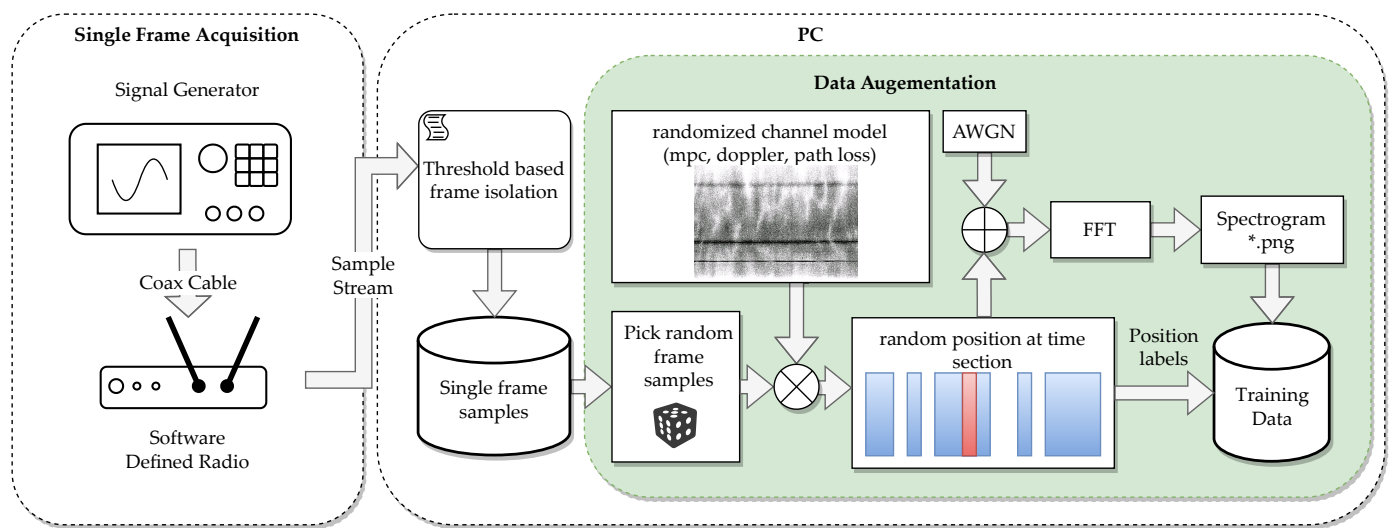 Single Frame Acquisition
Signal Generator
Coax Cable
Software
Defined Radio
Sample
Stream
PC
Threshold based
frame isolation
Single frame
samples
Data Augementation
randomized channel model
(mpc, doppler, path loss)
AWGN
FFT
Spectrogram
*.png
Pick random
frame
samples
random position at time
section
Position
labels
Training
Data